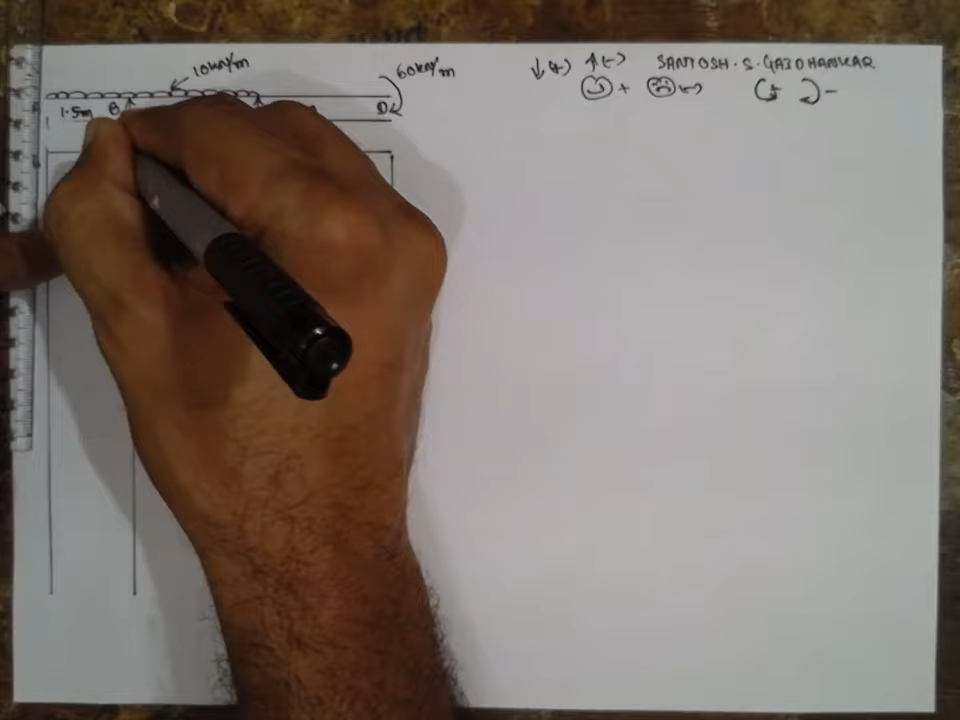 10kN/m
60kN/m
1.5m B D
↓(+) ↑(-) SANTOSH.S.GAJDHANKAR
+ (-) + -